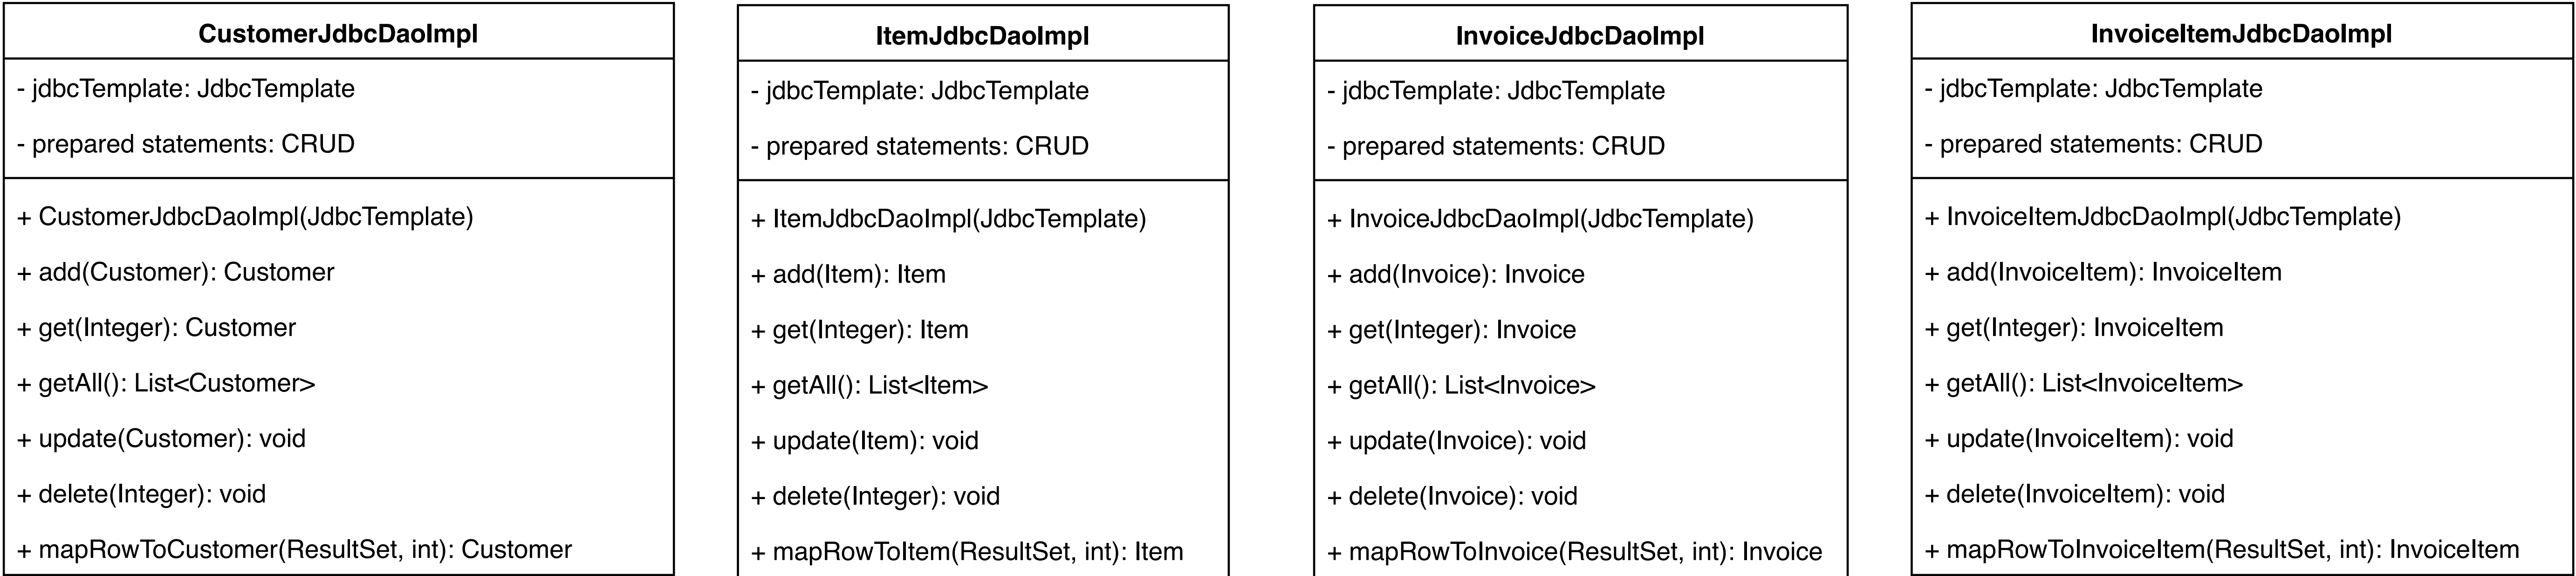 CustomerJdbcDaoImpl
- jdbcTemplate: JdbcTemplate
- prepared statements: CRUD
+ CustomerJdbcDaoImpl(JdbcTemplate)
+ add(Customer): Customer
+ get(Integer): Customer
+ getAll(): List<Customer>
+ update(Customer): void
+ delete(Integer): void
+ mapRowToCustomer(ResultSet, int): Customer
ItemJdbcDaoImpl
- jdbcTemplate: JdbcTemplate
- prepared statements: CRUD
+ ItemJdbcDaoImpl(JdbcTemplate)
+ add(Item): Item
+ get(Integer): Item
+ getAll(): List<Item>
+ update(Item): void
+ delete(Integer): void
+ mapRowToItem(ResultSet, int): Item
InvoiceJdbcDaoImpl
- jdbcTemplate: JdbcTemplate
- prepared statements: CRUD
+ InvoiceJdbcDaoImpl(JdbcTemplate)
+ add(Invoice): Invoice
+ get(Integer): Invoice
+ getAll(): List<Invoice>
+ update(Invoice): void
+ delete(Invoice): void
+ mapRowToInvoice(ResultSet, int): Invoice
InvoiceItemJdbcDaoImpl
- jdbcTemplate: JdbcTemplate
- prepared statements: CRUD
+ InvoiceItemJdbcDaoImpl(JdbcTemplate)
+ add(InvoiceItem): InvoiceItem
+ get(Integer): InvoiceItem
+ getAll(): List<InvoiceItem>
+ update(InvoiceItem): void
+ delete(InvoiceItem): void
+ mapRowToInvoiceItem(ResultSet, int): InvoiceItem